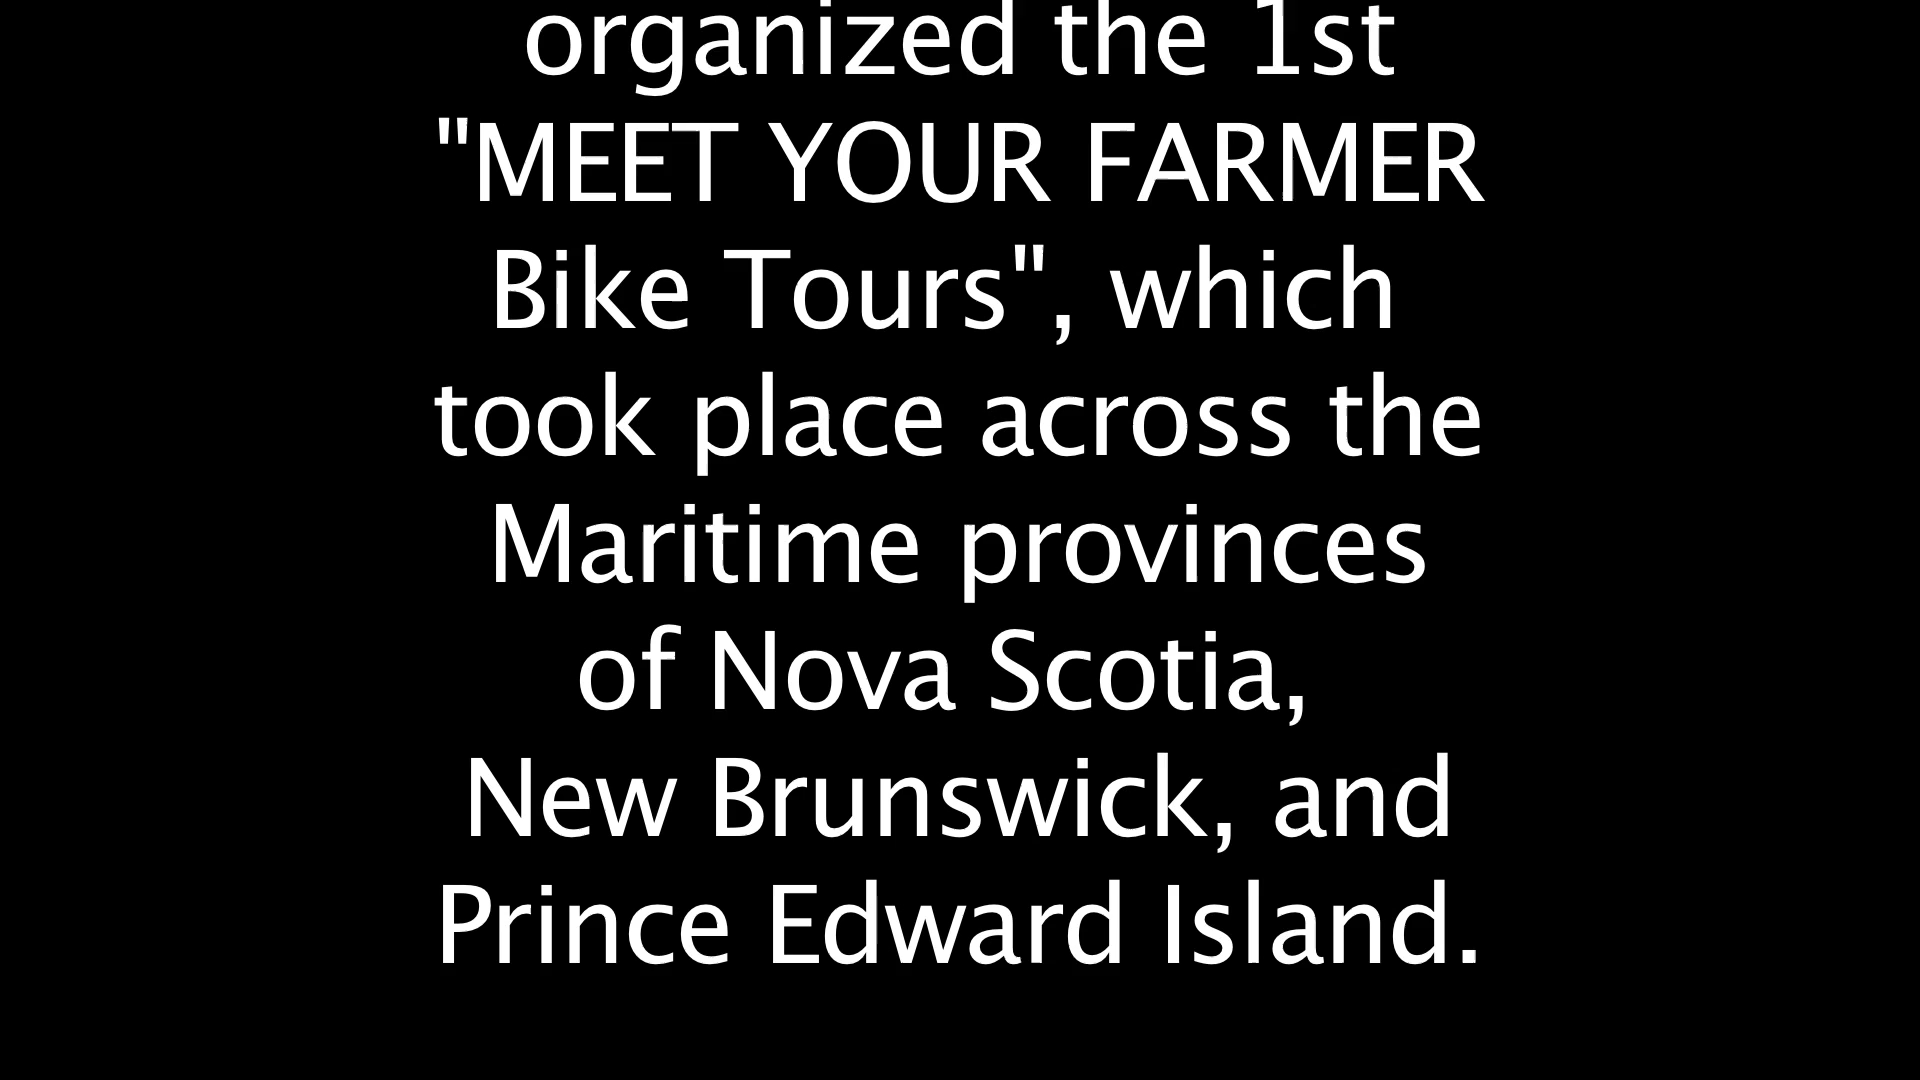 organized the 1st
"MEET YOUR FARMER
Bike Tours", which
took place across the
Maritime provinces
of Nova Scotia,
New Brunswick, and
Prince Edward Island.